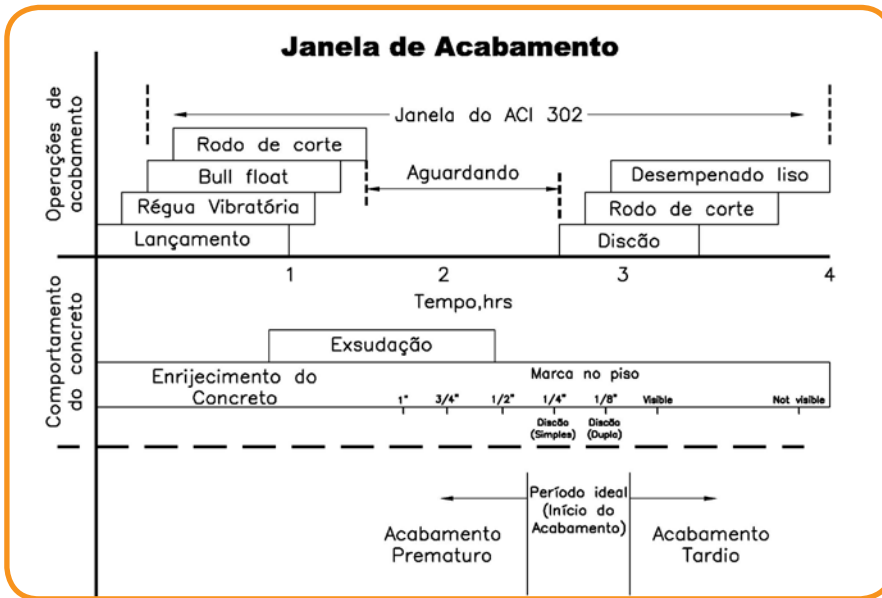 Janela de Acabamento
Operações de
acabamento
Janela do ACI 302
Rodo de corte
Bull float
Aguardando
Desempenado liso
Régua Vibratória
Rodo de corte
Lançamento
Discão
1
2
3
4
Tempo,hrs
Comportamento
do concreto
Exsudação
Enrijecimento do
Concreto
Marca no piso
1"
3/4"
1/2"
1/4"
1/8"
Visible
Not visible
Discão
(Simples)
Discão
(Duplo)
Período ideal
(Início do
Acabamento)
Acabamento
Prematuro
Acabamento
Tardio